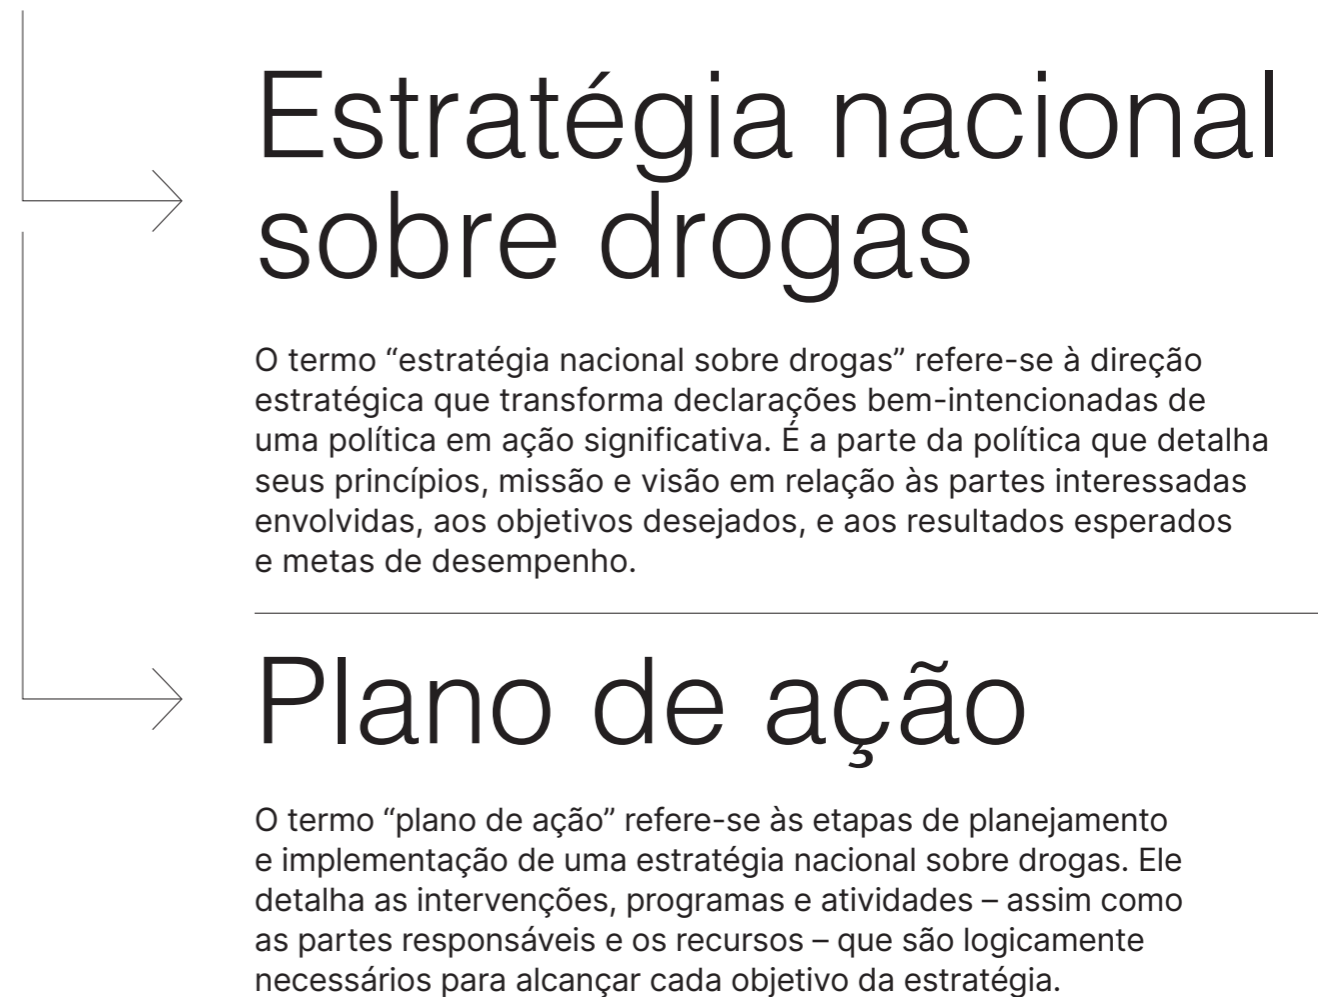 Estratégia nacional
sobre drogas
O termo “estratégia nacional sobre drogas” refere-se à direção
estratégica que transforma declarações bem-intencionadas de
uma política em ação significativa. É a parte da política que detalha
seus princípios, missão e visão em relação às partes interessadas
envolvidas, aos objetivos desejados, e aos resultados esperados
e metas de desempenho.
Plano de ação
O termo “plano de ação” refere-se às etapas de planejamento
e implementação de uma estratégia nacional sobre drogas. Ele
detalha as intervenções, programas e atividades – assim como
as partes responsáveis e os recursos – que são logicamente
necessários para alcançar cada objetivo da estratégia.